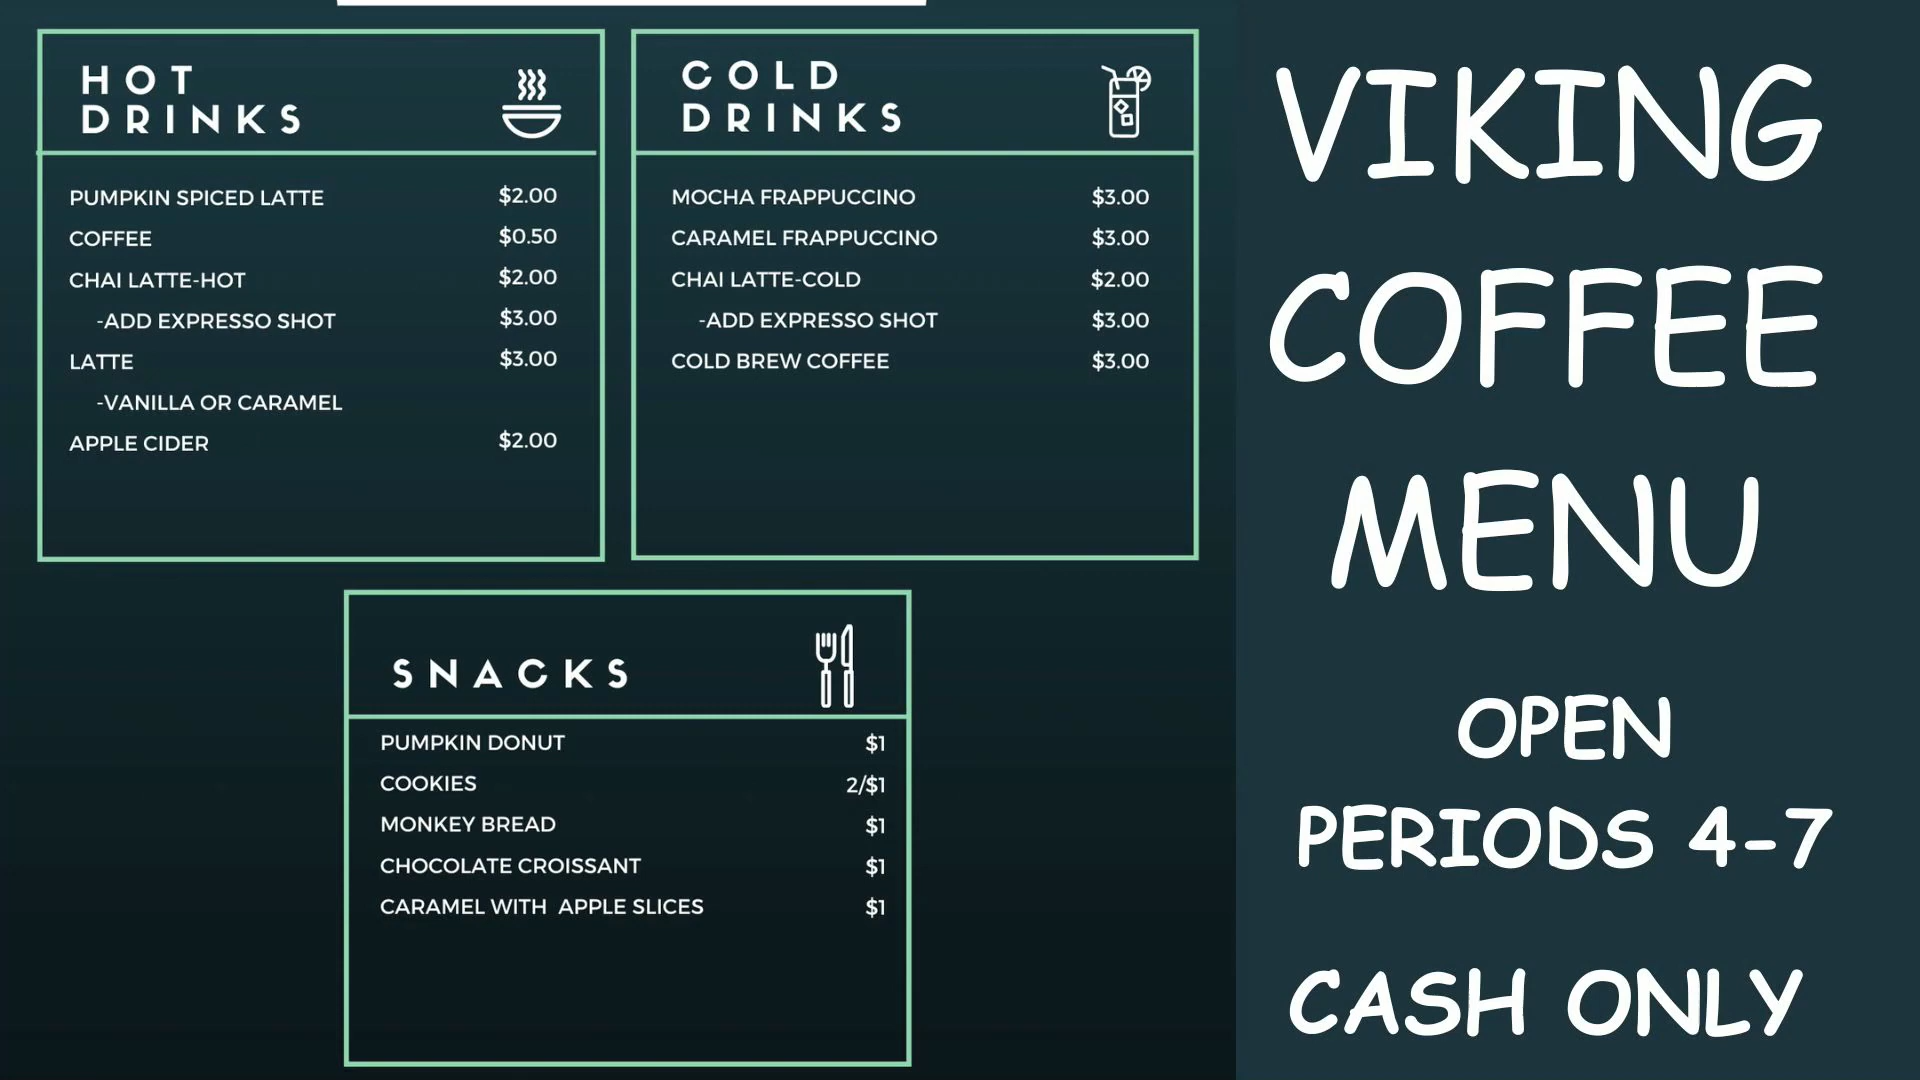 HOT
DRINKS
PUMPKIN SPICED LATTE $2.00
COFFEE $0.50
CHAI LATTE-HOT $2.00
-ADD EXPRESSO SHOT $3.00
LATTE $3.00
-VANILLA OR CARAMEL
APPLE CIDER $2.00
COLD
DRINKS
MOCHA FRAPPUCCINO $3.00
CARAMEL FRAPPUCCINO $3.00
CHAI LATTE-COLD $2.00
-ADD EXPRESSO SHOT $3.00
COLD BREW COFFEE $3.00
SNACKS
PUMPKIN DONUT $1
COOKIES 2/$1
MONKEY BREAD $1
CHOCOLATE CROISSANT $1
CARAMEL WITH APPLE SLICES $1
VIKING
COFFEE
MENU
OPEN
PERIODS 4-7
CASH ONLY